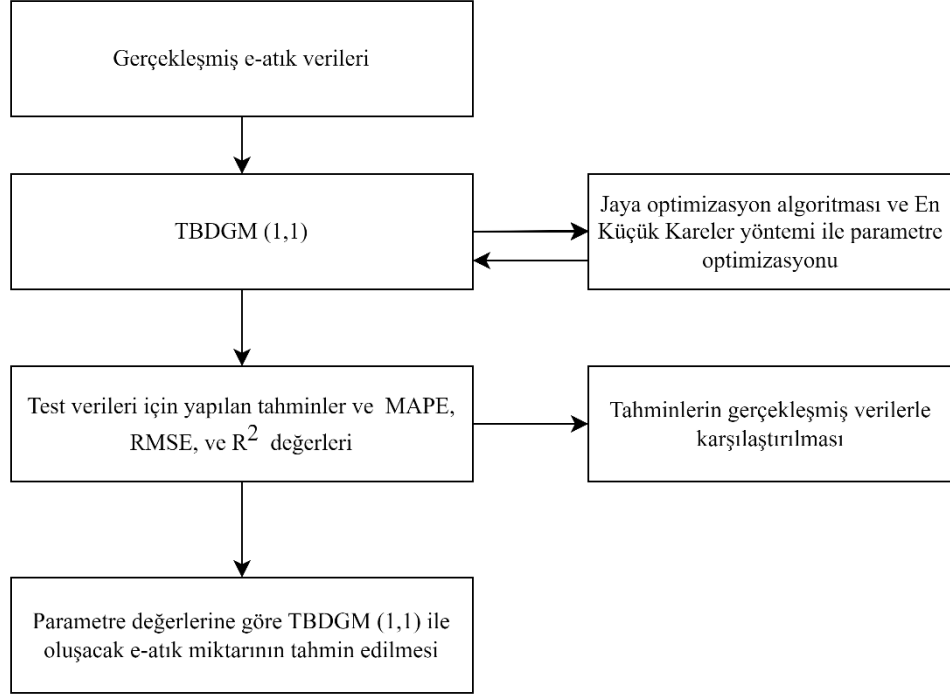 Gerçekleşmiş e-atık verileri
TBDGM (1,1)
Jaya optimizasyon algoritması ve En
Küçük Kareler yöntemi ile parametre
optimizasyonu
Test verileri için yapılan tahminler ve MAPE,
RMSE, ve R² değerleri
Tahminlerin gerçekleşmiş verilerle
karşılaştırılması
Parametre değerlerine göre TBDGM (1,1) ile
oluşacak e-atık miktarının tahmin edilmesi